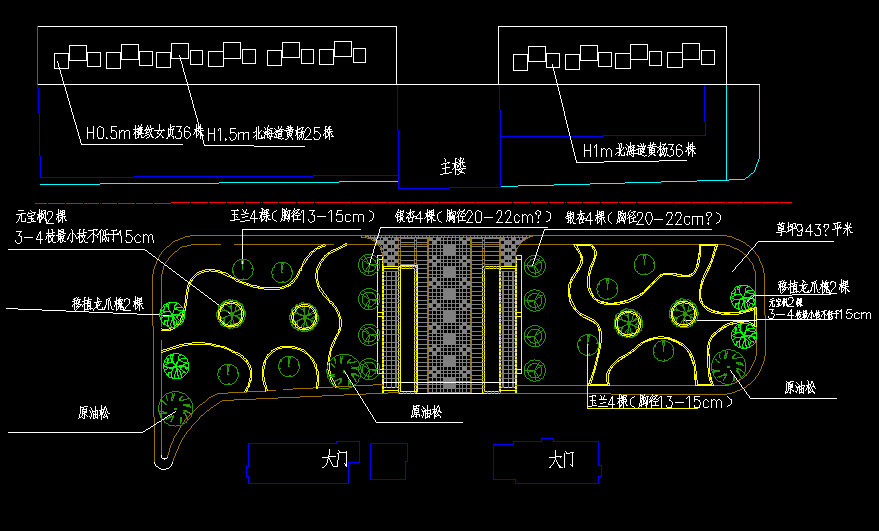 H0.5m模纹女贞36株
H1.5m北海道黄杨25株
H1m北海道黄杨36株
主楼
元宝枫2棵
3-4枝最小枝不低于15cm
玉兰4棵(胸径13-15cm)
银杏4棵(胸径20-22cm?)
银杏4棵(胸径20-22cm?)
草坪943?平米
移植龙爪槐2棵
移植龙爪槐2棵
元宝枫2棵
3-4枝最小枝不低于15cm
原油松
原油松
原油松
玉兰4棵(胸径13-15cm)
大门
大门